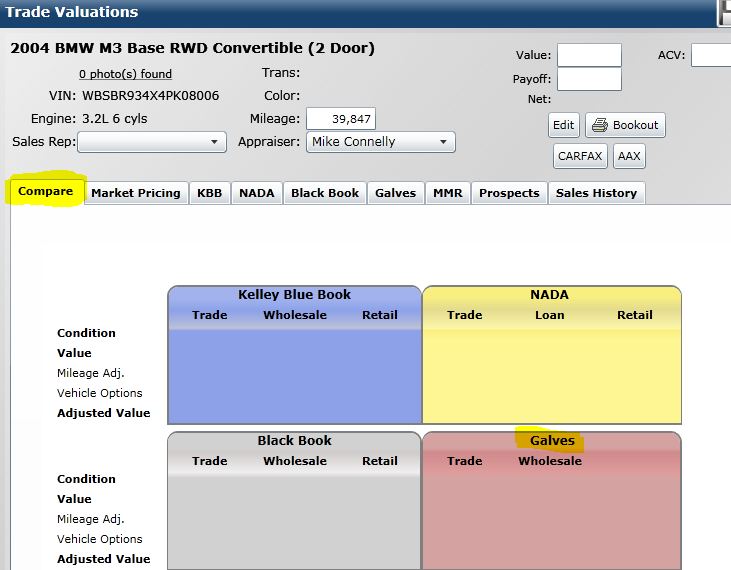 Trade Valuations
2004 BMW M3 Base RWD Convertible (2 Door)
0 photo(s) found
Trans:
VIN: WBSBR934X4PK08006
Color:
Engine: 3.2L 6 cyls
Mileage: 39,847
Sales Rep:
Appraiser: Mike Connelly
Value:
ACV:
Payoff:
Net:
Edit
Bookout
CARFAX
AAX
Compare Market Pricing KBB NADA Black Book Galves MMR Prospects Sales History
Kelley Blue Book
Trade Wholesale Retail
NADA
Trade Loan Retail
Condition
Value
Mileage Adj.
Vehicle Options
Adjusted Value
Black Book
Trade Wholesale Retail
Galves
Trade Wholesale
Condition
Value
Mileage Adj.
Vehicle Options
Adjusted Value